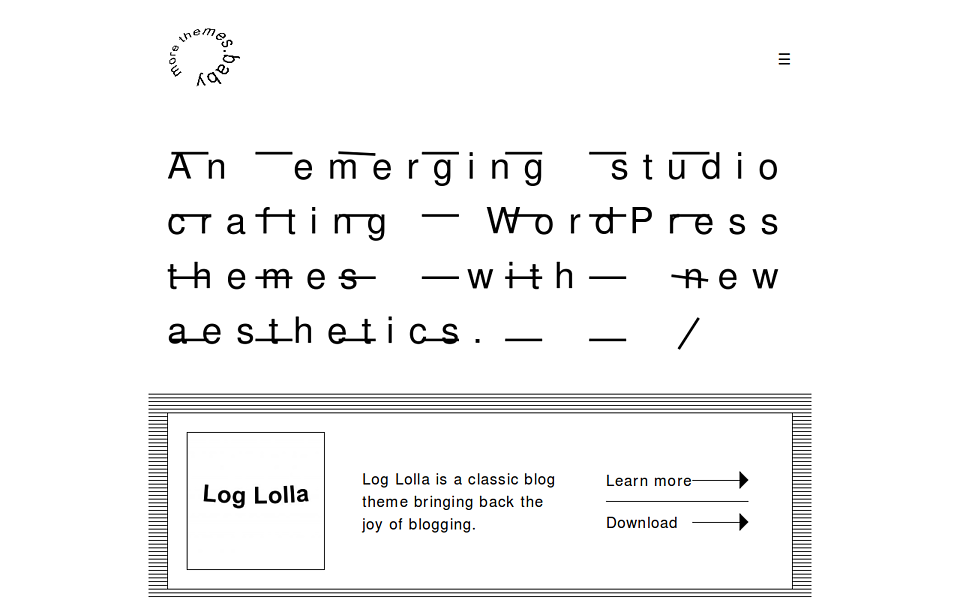 more themes.baby
☰
An emerging studio
crafting WordPress
themes with new
aesthetics.
Log Lolla
Log Lolla is a classic blog
theme bringing back the
joy of blogging.
Learn more
Download